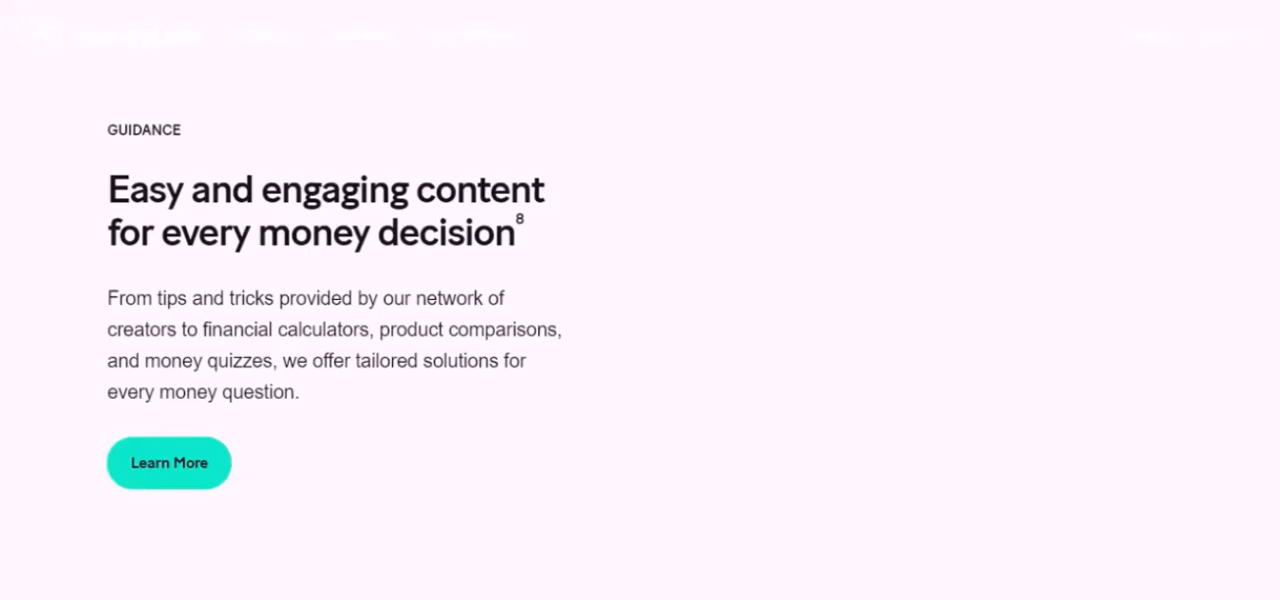 GUIDANCE
Easy and engaging content
for every money decision⁸
From tips and tricks provided by our network of
creators to financial calculators, product comparisons,
and money quizzes, we offer tailored solutions for
every money question.
Learn More